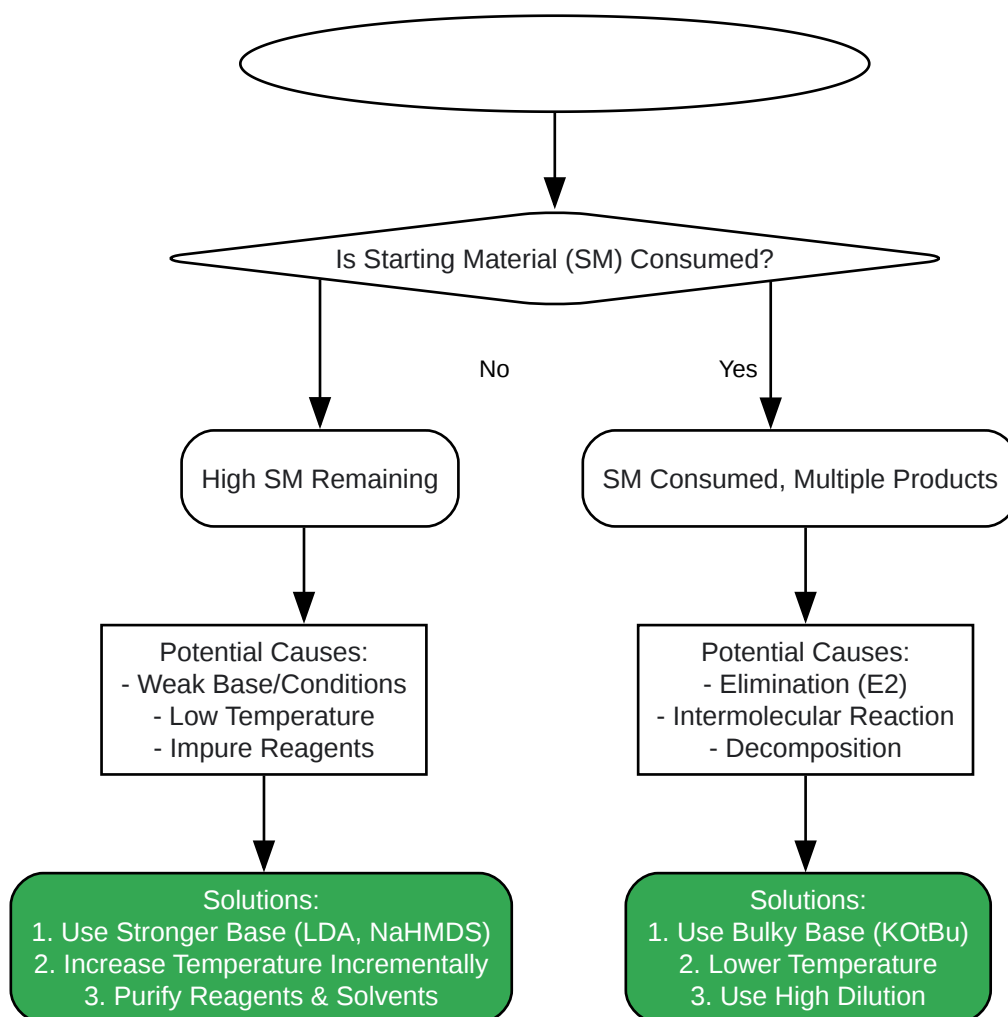 Is Starting Material (SM) Consumed?
No
Yes
High SM Remaining
SM Consumed, Multiple Products
Potential Causes:
- Weak Base/Conditions
- Low Temperature
- Impure Reagents
Potential Causes:
- Elimination (E2)
- Intermolecular Reaction
- Decomposition
Solutions:
1. Use Stronger Base (LDA, NaHMDS)
2. Increase Temperature Incrementally
3. Purify Reagents & Solvents
Solutions:
1. Use Bulky Base (KOtBu)
2. Lower Temperature
3. Use High Dilution